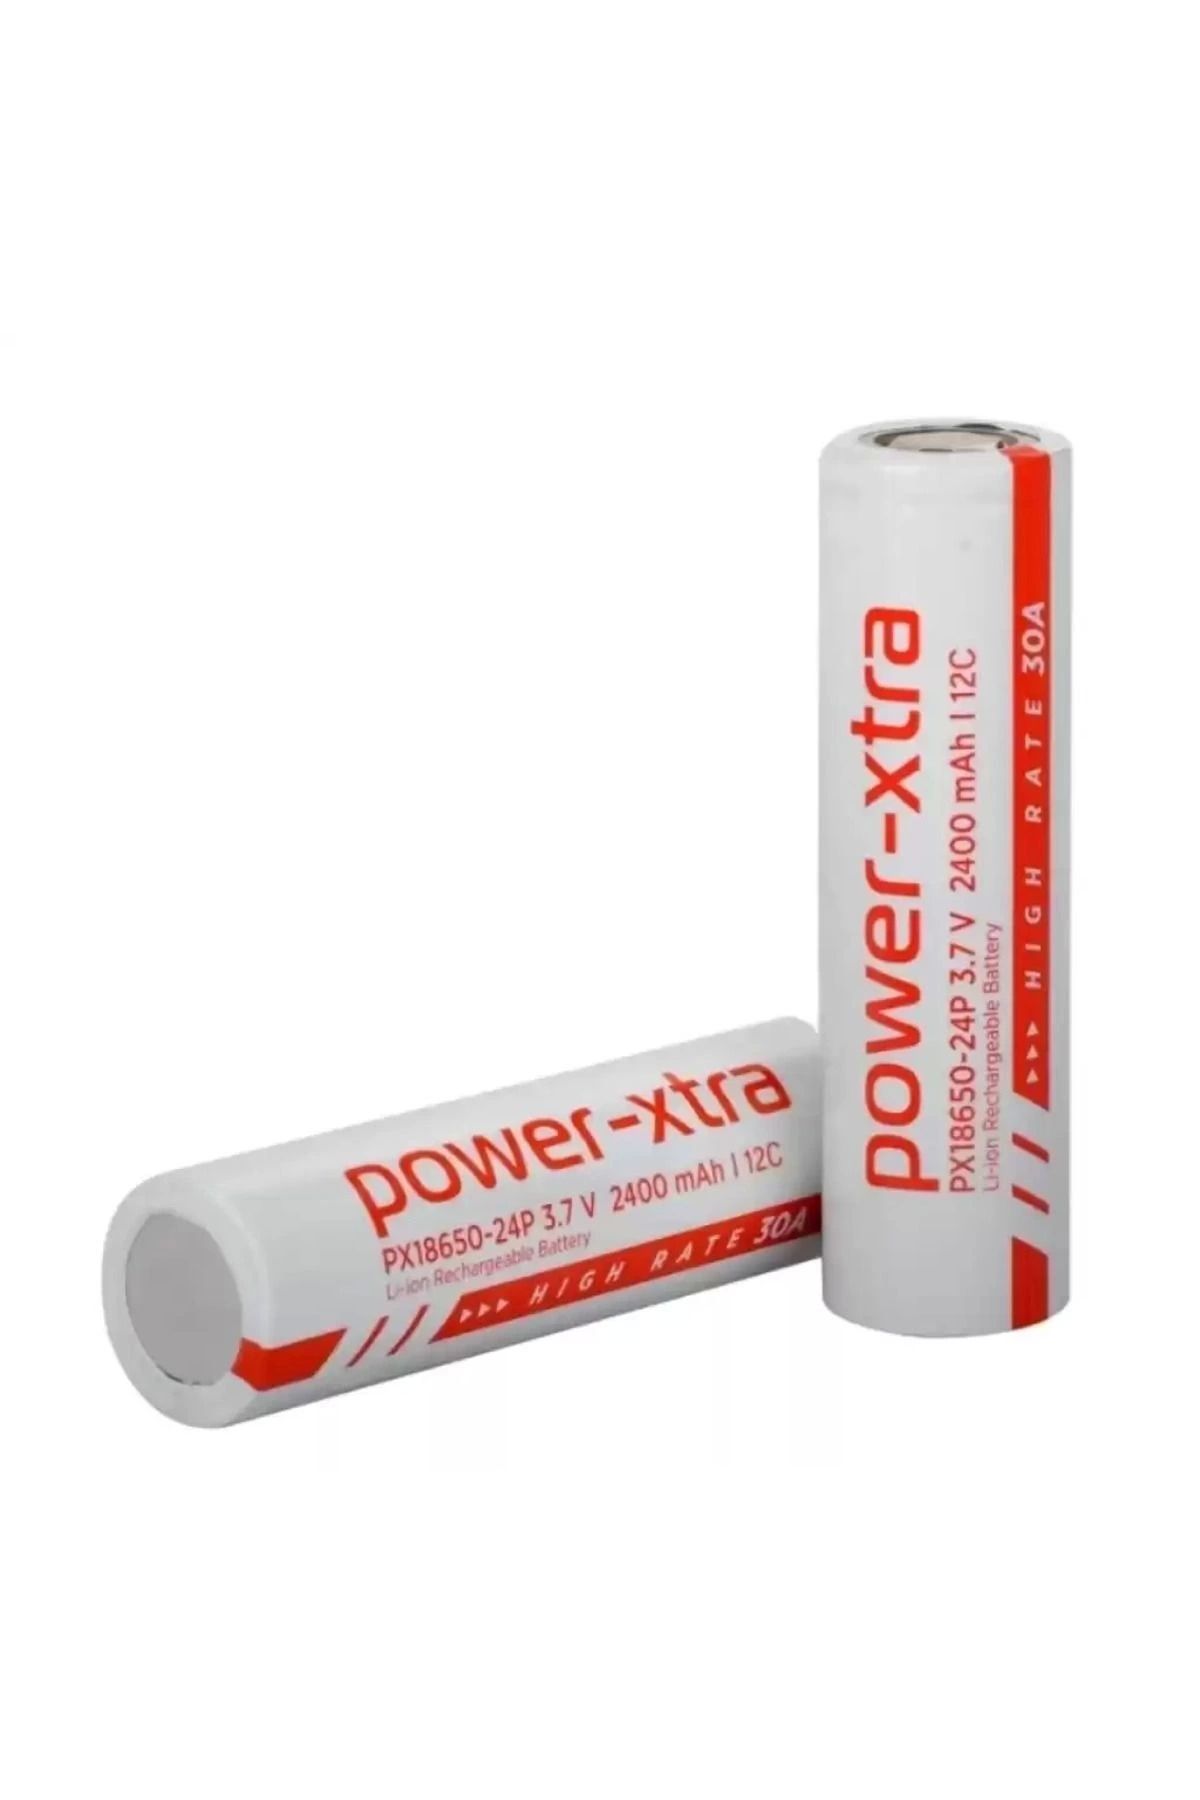 power-xtra
PX18650-24P 3.7 V 2400 mAh | 12C
Li-ion Rechargeable Battery
HIGH RATE 30A
power-xtra
PX18650-24P 3.7 V 2400 mAh | 12C
Li-ion Rechargeable Battery
HIGH RATE 30A